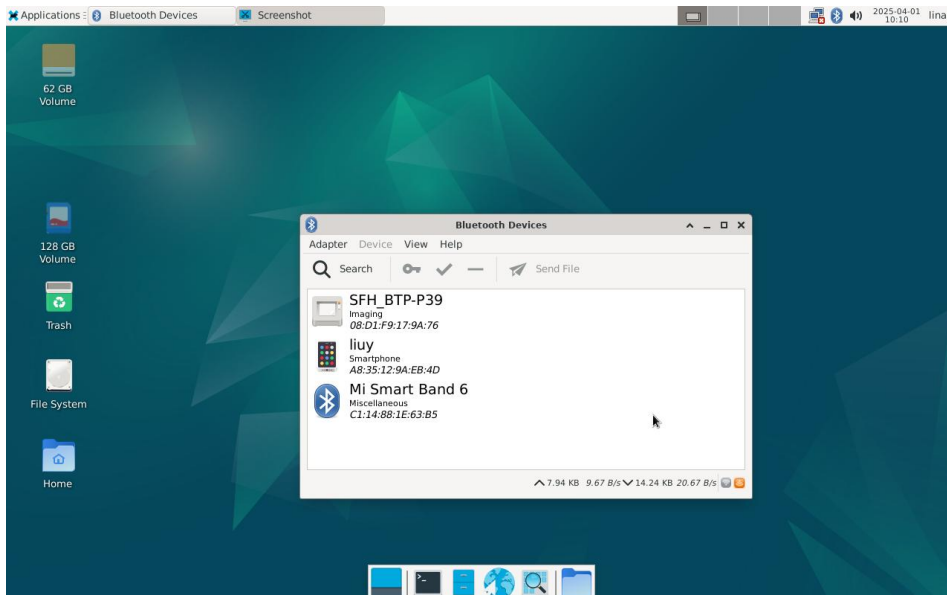 Applications
Bluetooth Devices
Screenshot
2025-04-01
10:10
lina
62 GB
Volume
128 GB
Volume
Trash
File System
Home
Bluetooth Devices
Adapter Device View Help
Search Send File
SFH_BTP-P39
Imaging
08:D1:F9:17:9A:76
liuy
Smartphone
A8:35:12:9A:EB:4D
Mi Smart Band 6
Miscellaneous
C1:14:88:1E:63:B5
7.94 KB 9.67 B/s 14.24 KB 20.67 B/s